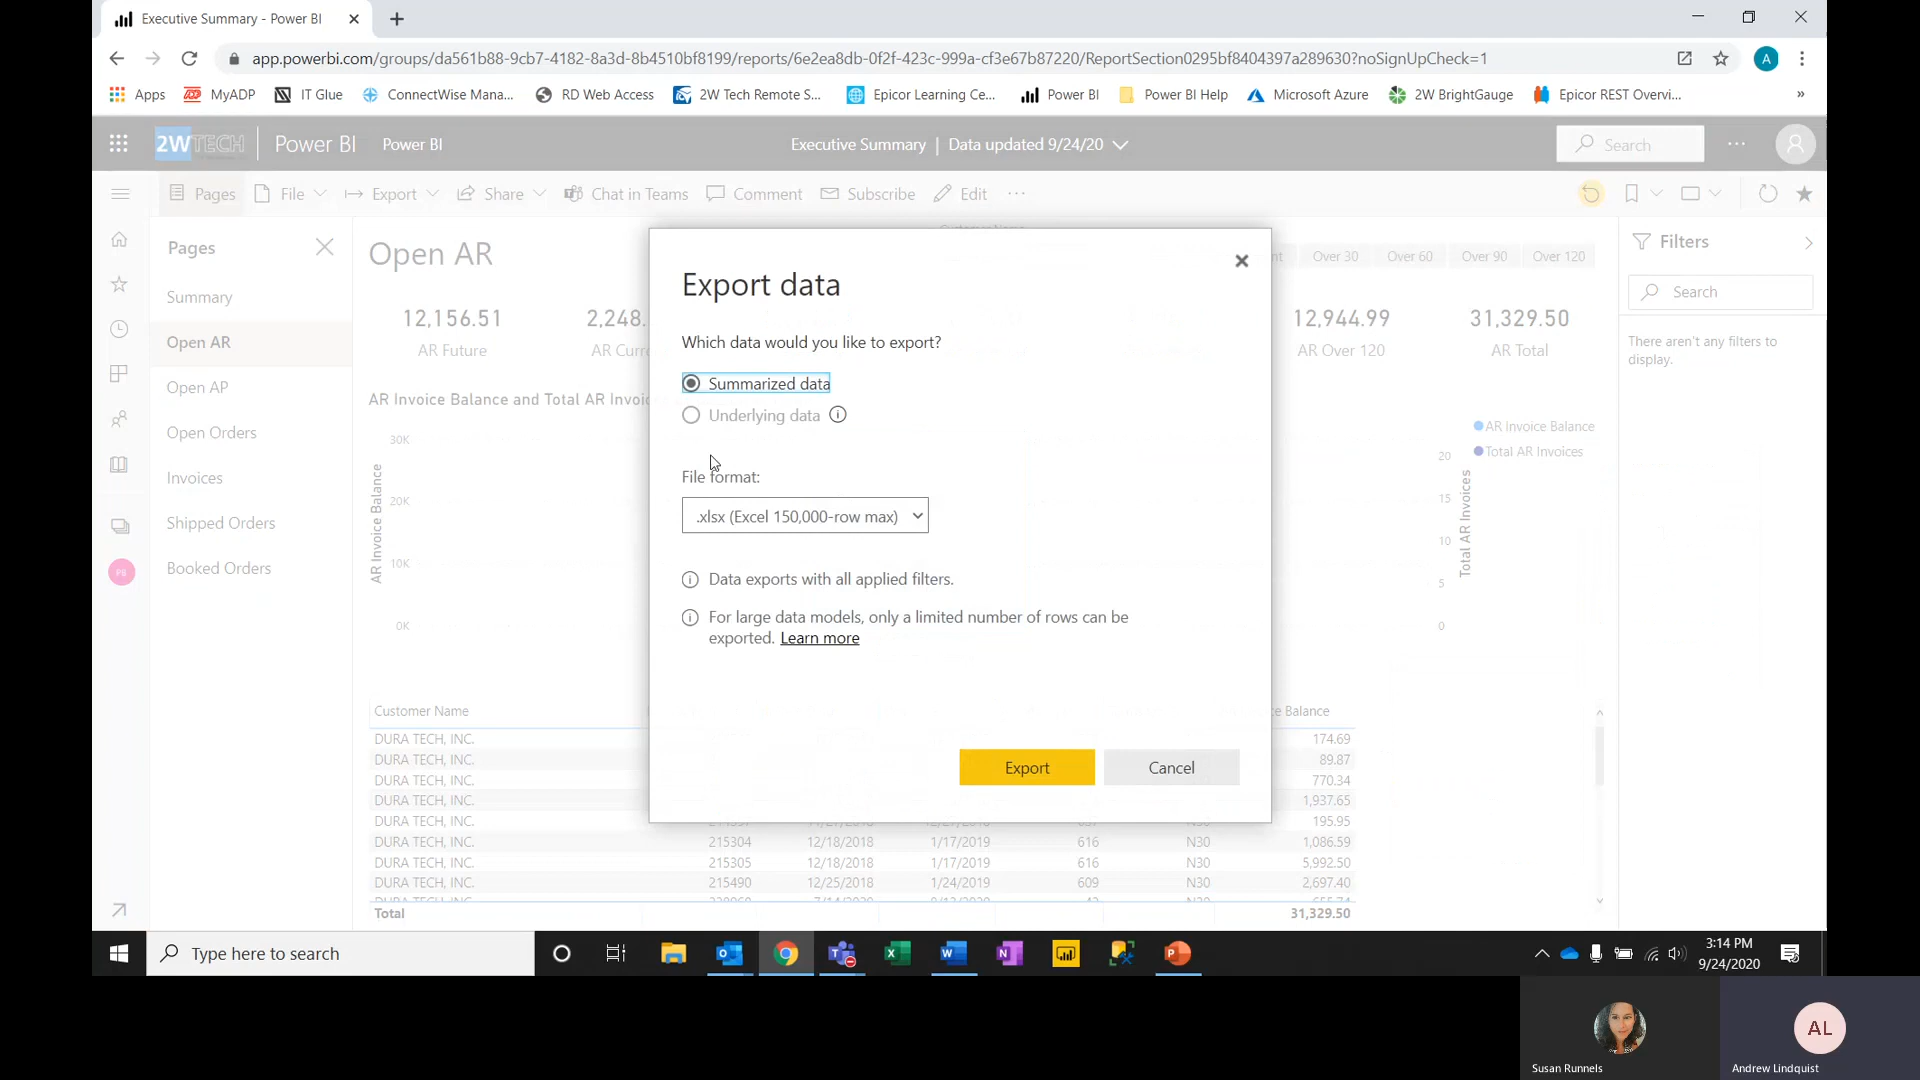 Executive Summary - Power BI
app.powerbi.com/groups/da561b88-9cb7-4182-8a3d-8b4510bf8199/reports/6e2ea8db-0f2f-423c-999a-cf3e67b87220/ReportSection0295bf8404397a289630?noSignUpCheck=1
A
Apps MyADP IT Glue ConnectWise Mana... RD Web Access 2W Tech Remote S... Epicor Learning Ce... Power BI Power BI Help Microsoft Azure 2W BrightGauge Epicor REST Overvi... »
2WTECH Power BI Power BI Executive Summary | Data updated 9/24/20 Search ...
Pages File Export Share Chat in Teams Comment Subscribe Edit ...
Pages
Summary
Open AR
Open AP
Open Orders
Invoices
Shipped Orders
Booked Orders
PB
Open AR
Customer Name
Over 30 Over 60 Over 90 Over 120
12,156.51
AR Future
2,248.
AR Curr
12,944.99
AR Over 120
31,329.50
AR Total
AR Invoice Balance and Total AR Invoi
AR Invoice Balance
30K
20K
10K
0K
AR Invoice Balance
Total AR Invoices
20
15
10
5
0
Total AR Invoices
Export data
Which data would you like to export?
Summarized data
Underlying data
File format:
.xlsx (Excel 150,000-row max)
Data exports with all applied filters.
For large data models, only a limited number of rows can be
exported. Learn more
Export
Cancel
Filters
Search
There aren't any filters to
display.
Customer Name e Balance
DURA TECH, INC. 174.69
DURA TECH, INC. 89.87
DURA TECH, INC. 770.34
DURA TECH, INC. 1,937.65
DURA TECH, INC. 195.95
DURA TECH, INC. 215304 12/18/2018 1/17/2019 616 N30 1,086.59
DURA TECH, INC. 215305 12/18/2018 1/17/2019 616 N30 5,992.50
DURA TECH, INC. 215490 12/25/2018 1/24/2019 609 N30 2,697.40
Total 31,329.50
Type here to search
3:14 PM
9/24/2020
AL
Susan Runnels
Andrew Lindquist